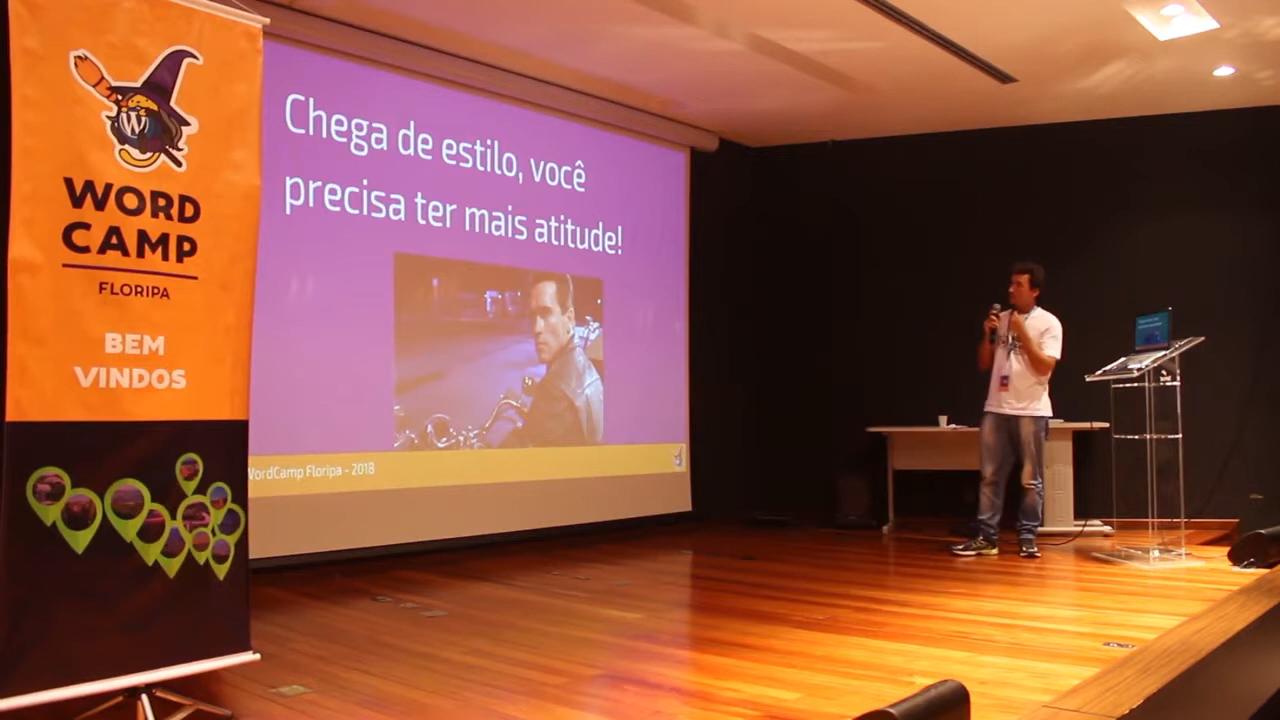 WORD
CAMP
FLORIPA
BEM
VINDOS
Chega de estilo, você
precisa ter mais atitude!
WordCamp Floripa - 2018